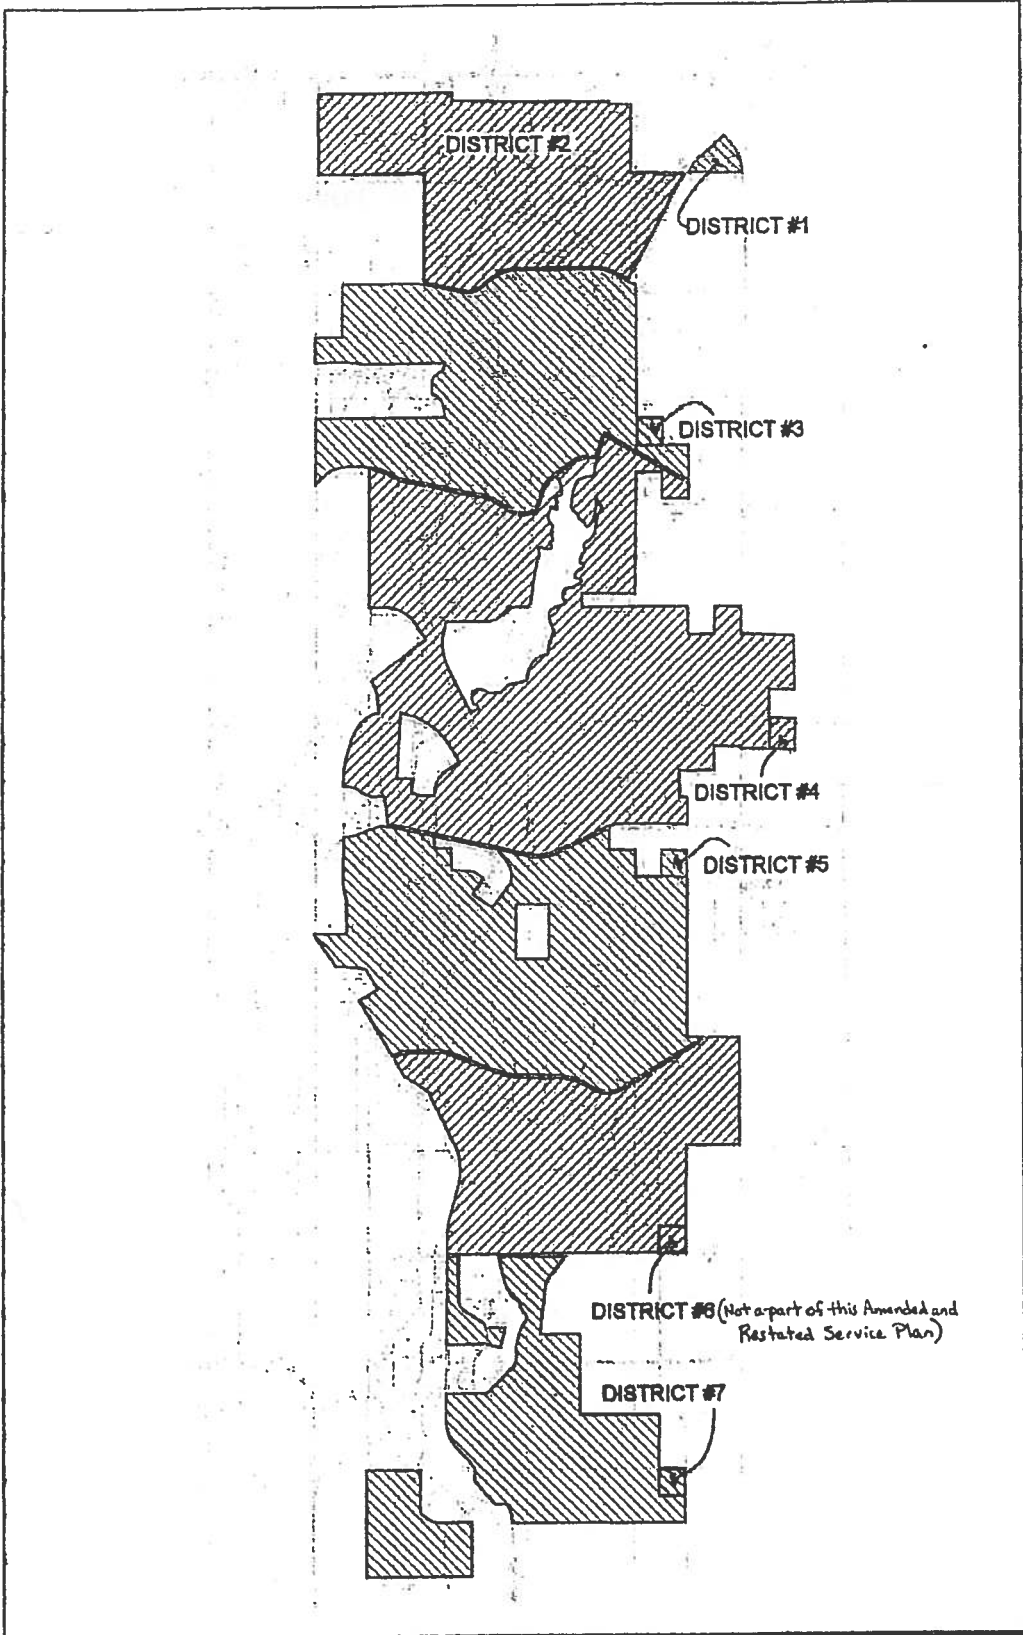 DISTRICT #2
DISTRICT #1
DISTRICT #3
DISTRICT #4
DISTRICT #5
DISTRICT #6 (Not a part of this Amended and
Restated Service Plan)
DISTRICT #7